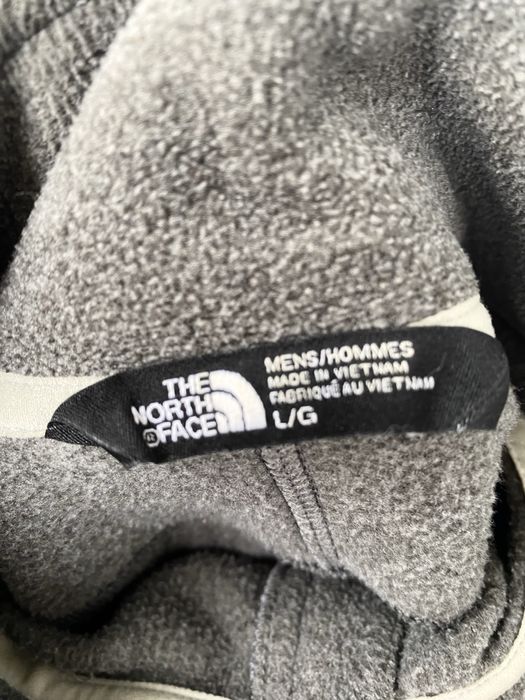 THE
NORTH
FACE
®
MENS/HOMMES
MADE IN VIETNAM
FABRIQUÉ AU VIETNAM
L/G